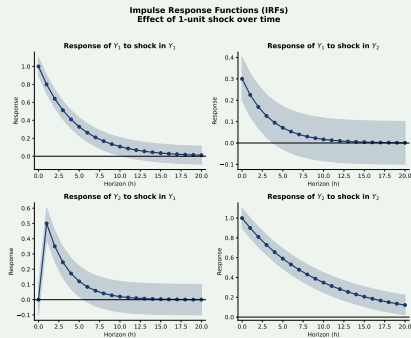 Impulse Response Functions (IRFs)
Effect of 1-unit shock over time
Response of Y₁ to shock in Y₁
Response of Y₁ to shock in Y₂
1.0
0.8
0.6
0.4
0.2
0.0
Response
0.0 2.5 5.0 7.5 10.0 12.5 15.0 17.5 20.0
Horizon (h)
0.4
0.3
0.2
0.1
0.0
−0.1
Response
0.0 2.5 5.0 7.5 10.0 12.5 15.0 17.5 20.0
Horizon (h)
Response of Y₂ to shock in Y₁
Response of Y₂ to shock in Y₂
0.6
0.5
0.4
0.3
0.2
0.1
0.0
−0.1
Response
0.0 2.5 5.0 7.5 10.0 12.5 15.0 17.5 20.0
Horizon (h)
1.0
0.8
0.6
0.4
0.2
0.0
Response
0.0 2.5 5.0 7.5 10.0 12.5 15.0 17.5 20.0
Horizon (h)